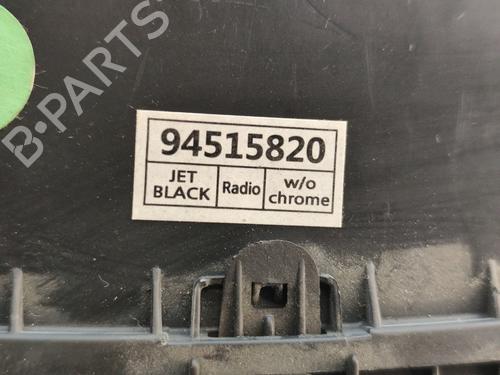 B-PARTS
94515820
JET BLACK
Radio
w/o chrome